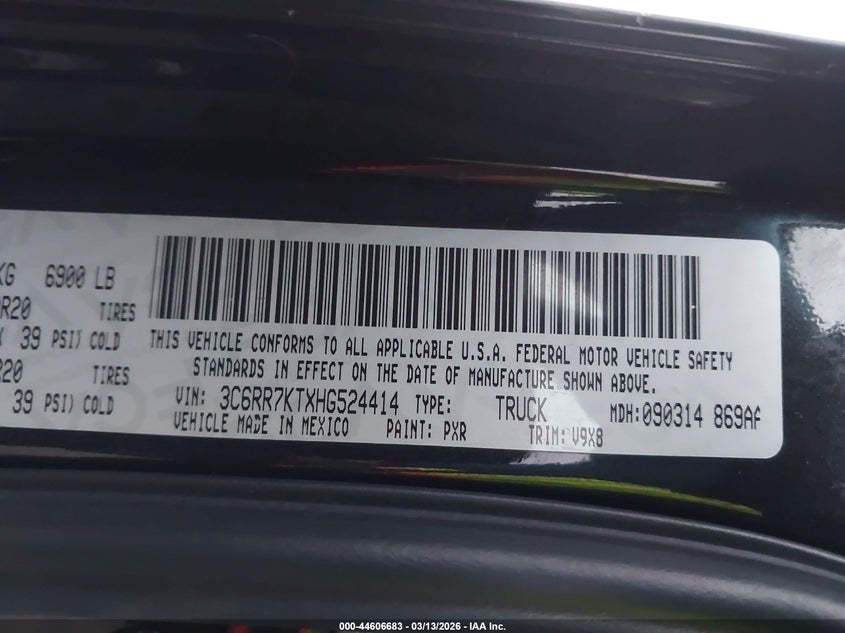 KG 6900 LB
R20 TIRES
39 PSI) COLD
R20 TIRES
39 PSI) COLD
THIS VEHICLE CONFORMS TO ALL APPLICABLE U.S.A. FEDERAL MOTOR VEHICLE SAFETY
STANDARDS IN EFFECT ON THE DATE OF MANUFACTURE SHOWN ABOVE.
VIN: 3C6RR7KTXHG524414 TYPE: TRUCK MDH:090314 869AF
VEHICLE MADE IN MEXICO PAINT: PXR TRIM: V9X8
000-44606683 - 03/13/2026 - IAA Inc.